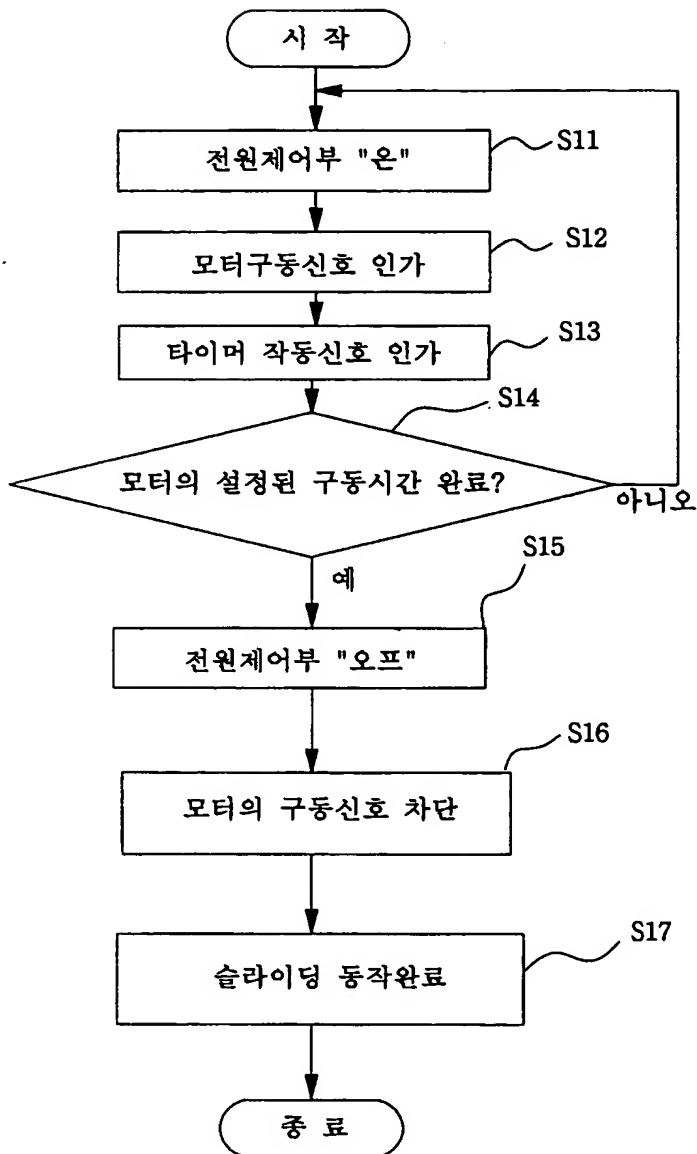 시 작
전원제어부 "온"
S11
모터구동신호 인가
S12
타이머 작동신호 인가
S13
S14
모터의 설정된 구동시간 완료?
아니오
예
S15
전원제어부 "오프"
S16
모터의 구동신호 차단
S17
슬라이딩 동작완료
종 료